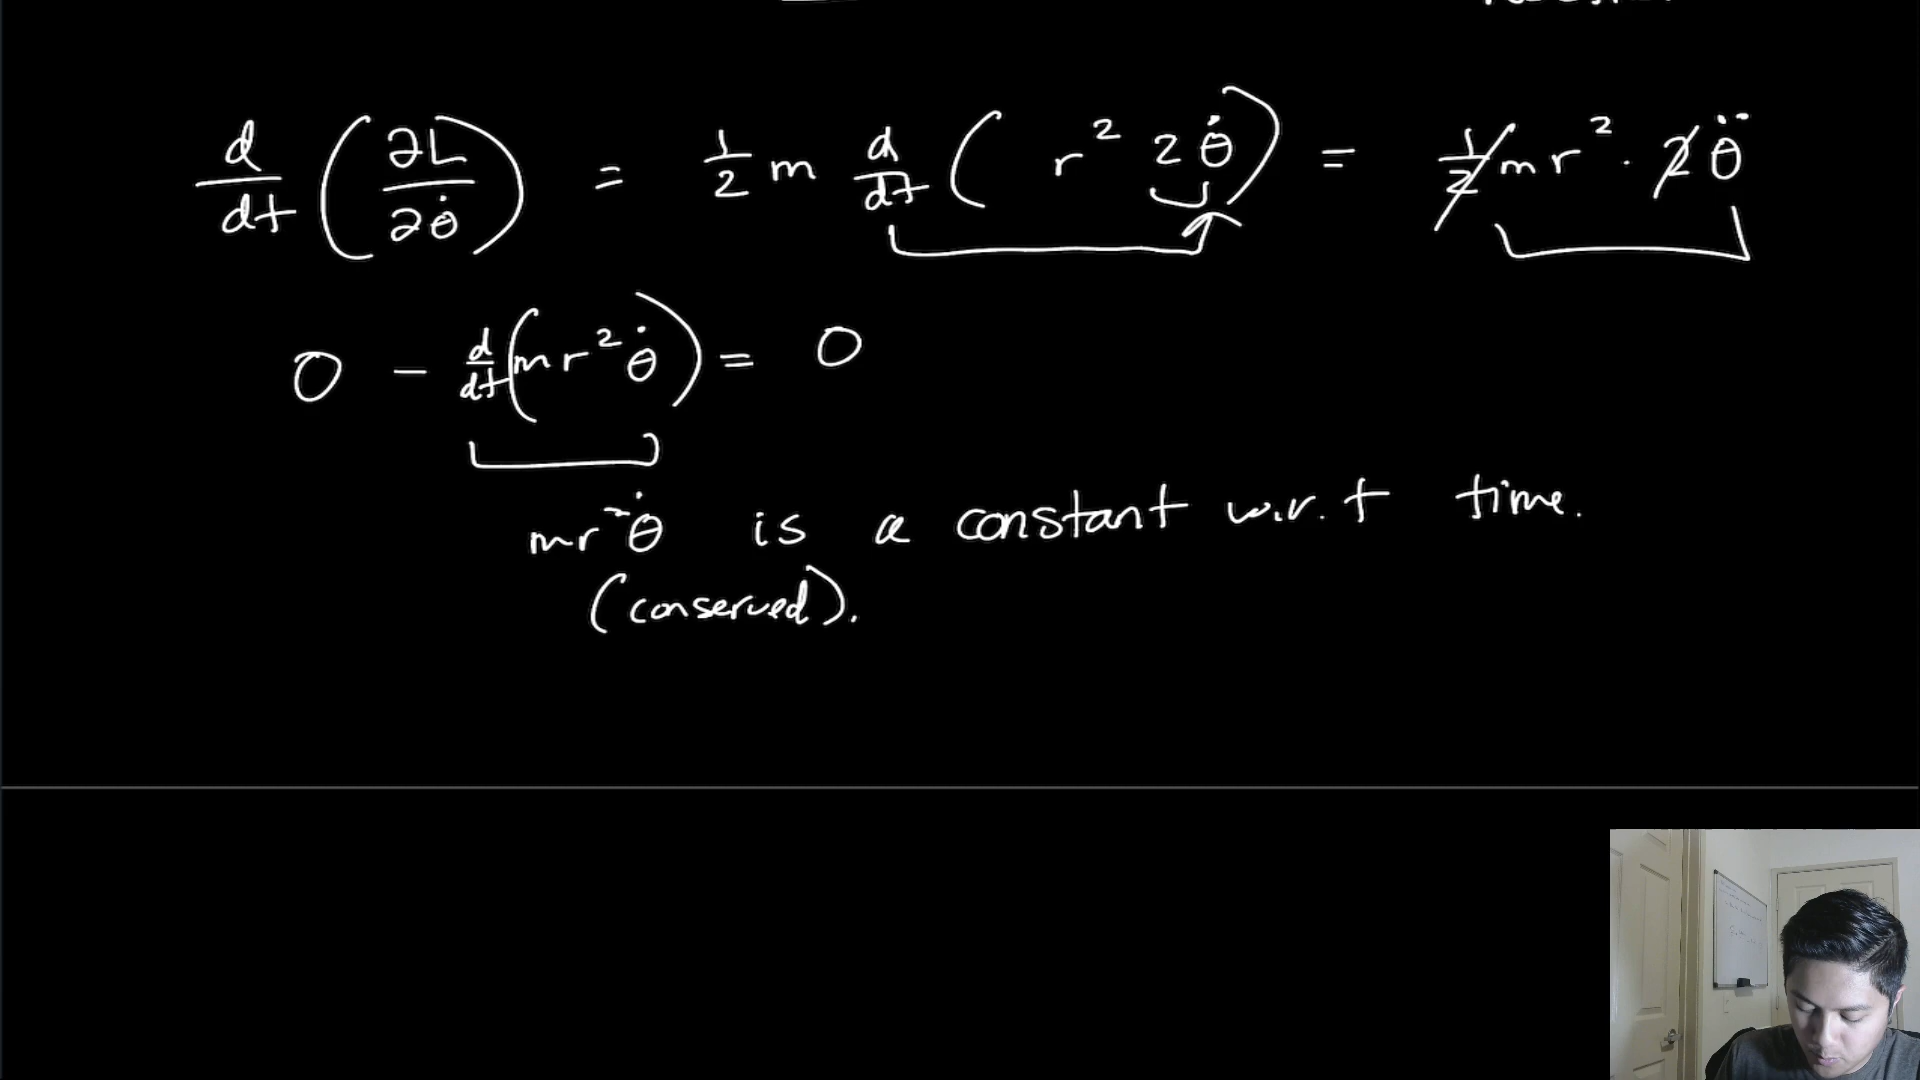 d/dt (∂L/∂θ̇) = 1/2 m d/dt ( r² 2θ̇ ) = 1/2 mr² · 2θ̈
0 - d/dt (mr²θ̇) = 0
mr²θ̇ is a constant w.r.t time.
(conserved).